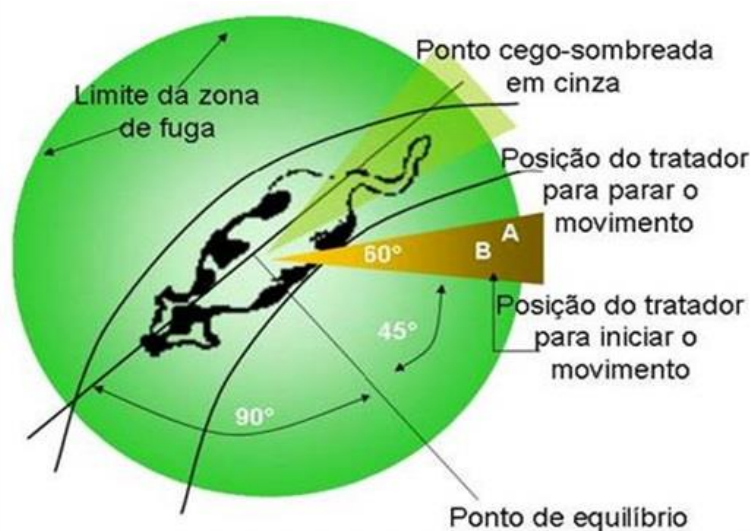 Ponto cego-sombreada
em cinza
Limite da zona
de fuga
Posição do tratador
para parar o
movimento
A
B
60°
Posição do tratador
para iniciar o
movimento
45°
90°
Ponto de equilíbrio